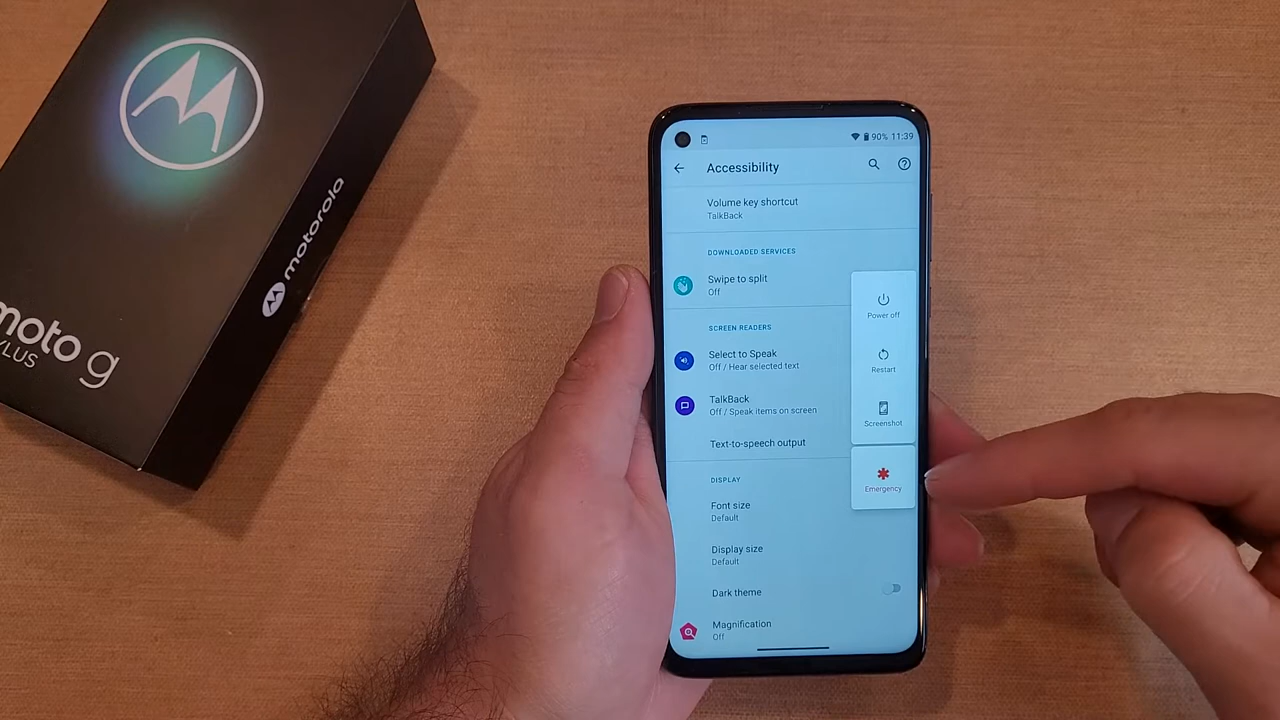 motorola
moto g
90% 11:39
Accessibility
Volume key shortcut
TalkBack
DOWNLOADED SERVICES
Swipe to split
Off
SCREEN READERS
Select to Speak
Off / Hear selected text
TalkBack
Off / Speak items on screen
Text-to-speech output
DISPLAY
Font size
Default
Display size
Default
Dark theme
Magnification
Off
Power off
Restart
Screenshot
Emergency